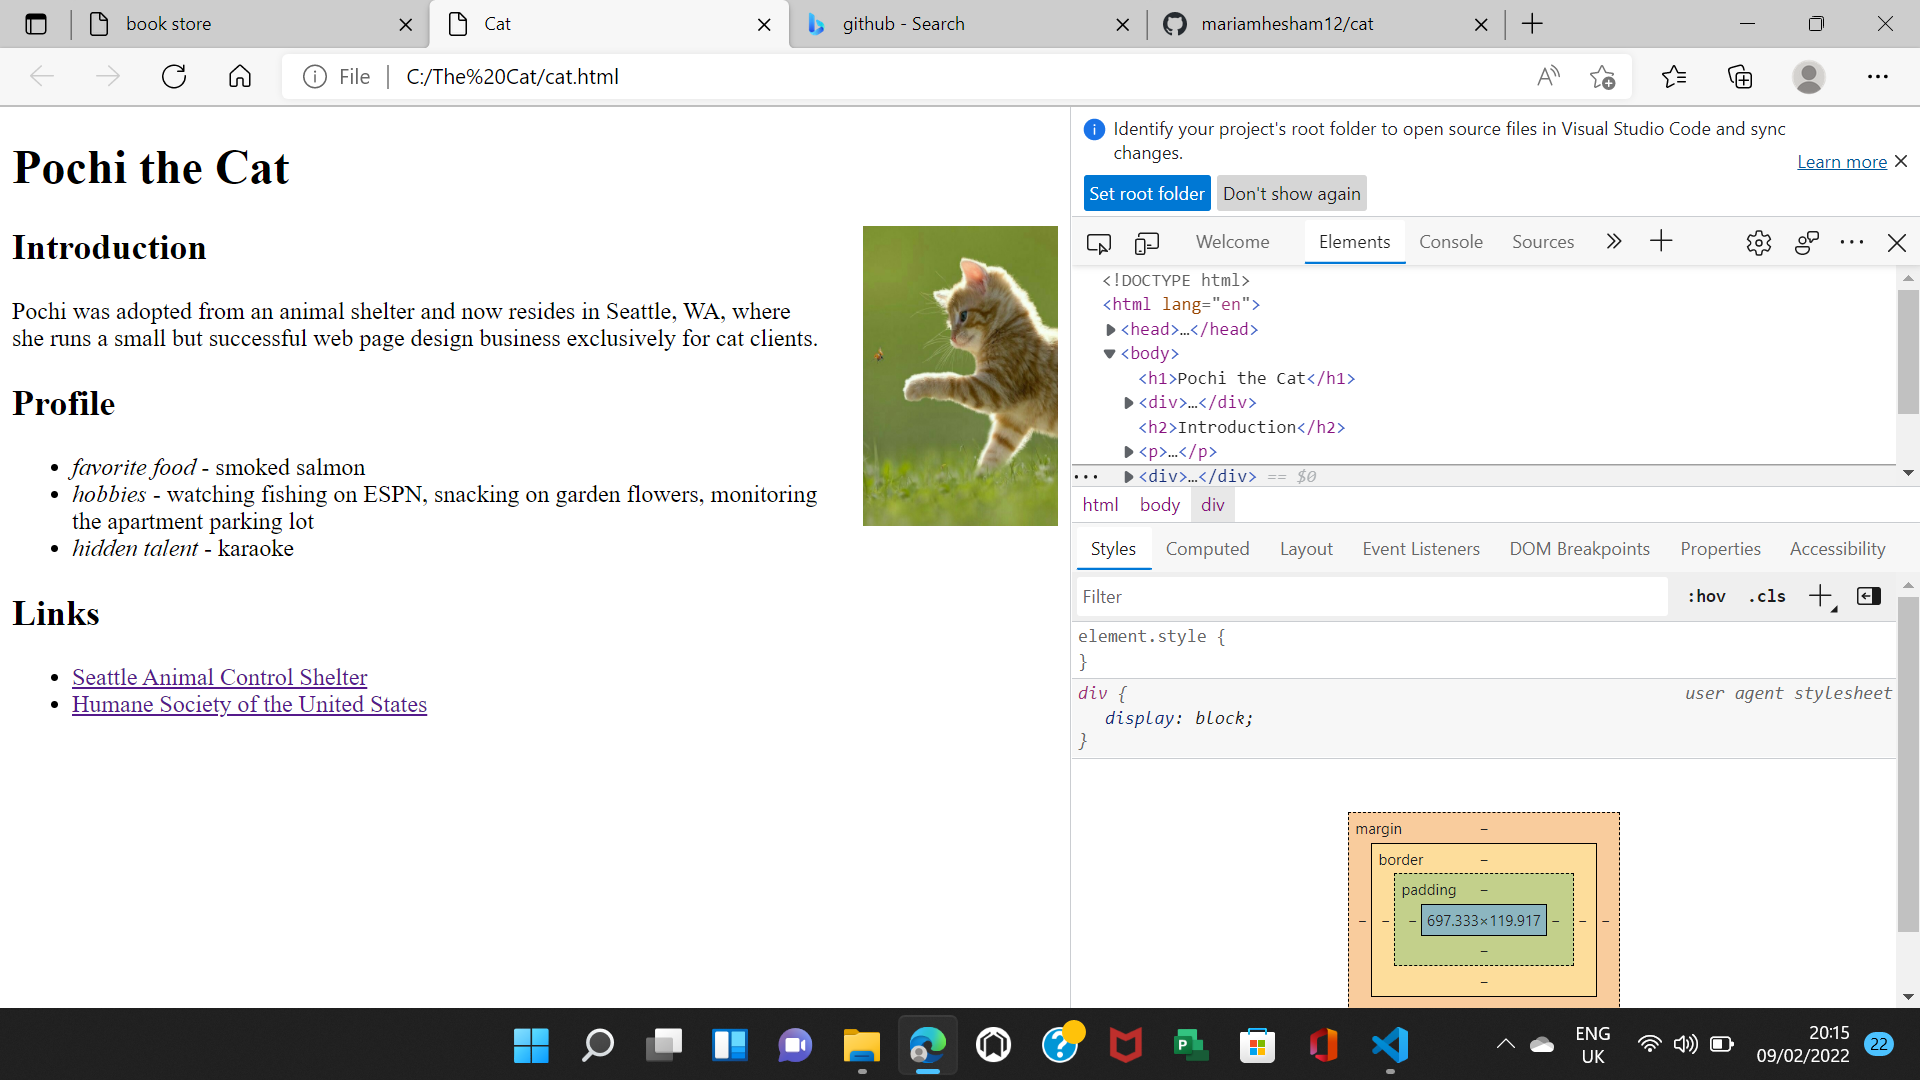 book store
Cat
github - Search
mariamhesham12/cat
File
C:/The%20Cat/cat.html
Pochi the Cat
Introduction
Pochi was adopted from an animal shelter and now resides in Seattle, WA, where
she runs a small but successful web page design business exclusively for cat clients.
Profile
• favorite food - smoked salmon
• hobbies - watching fishing on ESPN, snacking on garden flowers, monitoring
the apartment parking lot
• hidden talent - karaoke
Links
• Seattle Animal Control Shelter
• Humane Society of the United States
Identify your project's root folder to open source files in Visual Studio Code and sync
changes.
Learn more
Set root folder
Don't show again
Welcome
Elements
Console
Sources
<!DOCTYPE html>
<html lang="en">
<head>…</head>
<body>
<h1>Pochi the Cat</h1>
<div>…</div>
<h2>Introduction</h2>
<p>…</p>
<div>…</div> == $0
html body div
Styles
Computed
Layout
Event Listeners
DOM Breakpoints
Properties
Accessibility
Filter
:hov
.cls
element.style {
}
div {
user agent stylesheet
display: block;
}
margin –
border –
padding –
– – – 697.333×119.917 – – –
–
–
ENG
UK
20:15
09/02/2022
22